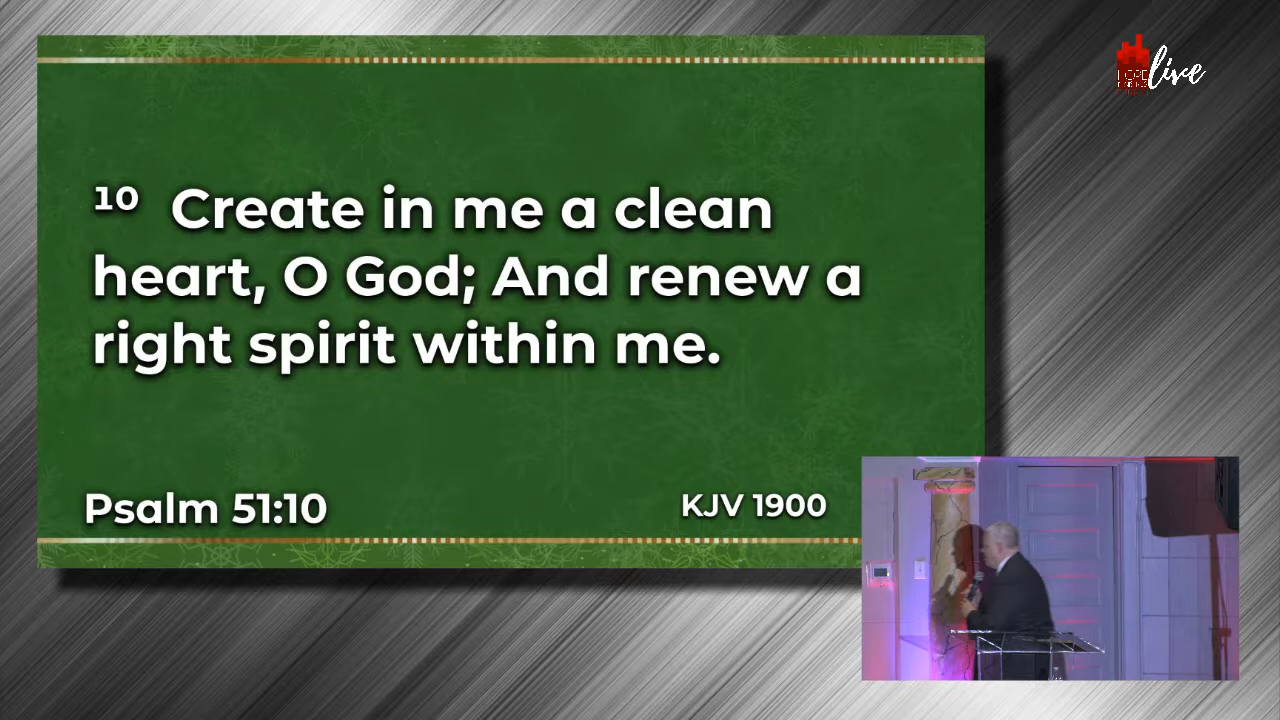 ¹⁰ Create in me a clean
heart, O God; And renew a
right spirit within me.
Psalm 51:10
KJV 1900
live